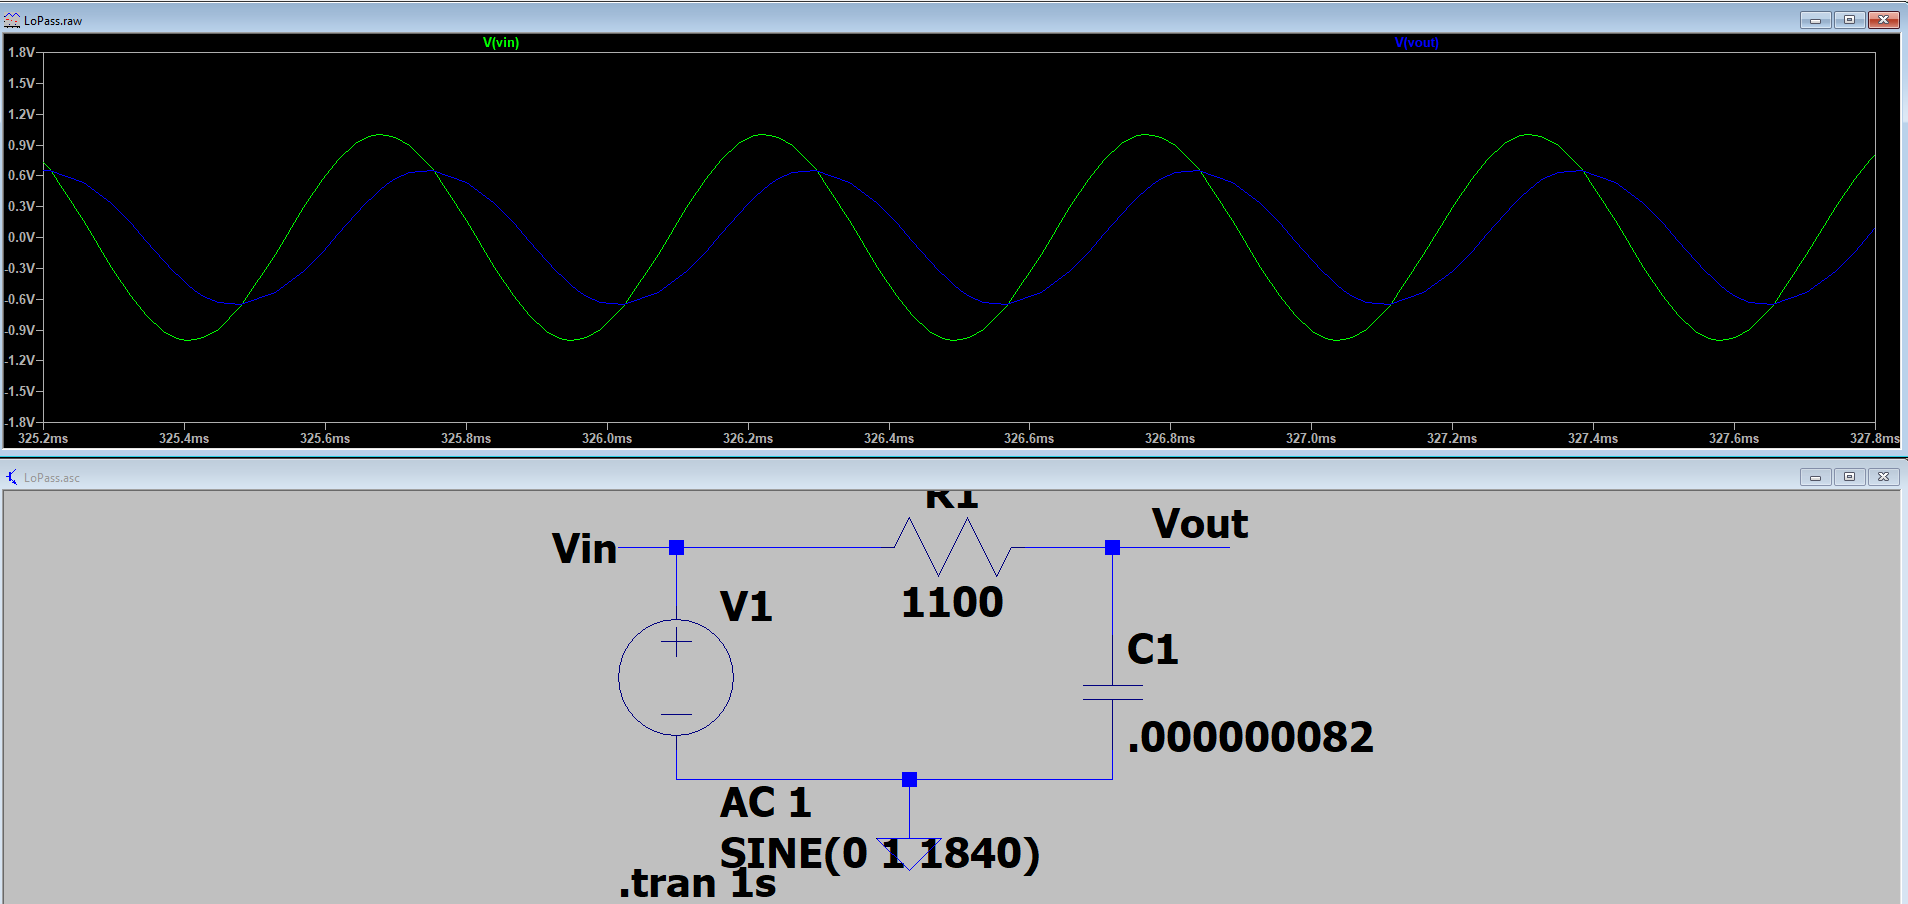 LoPass.raw
V(vin) V(vout)
1.8V
1.5V
1.2V
0.9V
0.6V
0.3V
0.0V
-0.3V
-0.6V
-0.9V
-1.2V
-1.5V
-1.8V
325.2ms 325.4ms 325.6ms 325.8ms 326.0ms 326.2ms 326.4ms 326.6ms 326.8ms 327.0ms 327.2ms 327.4ms 327.6ms 327.8ms
LoPass.asc
R1
Vin
Vout
1100
V1
C1
.000000082
AC 1
SINE(0 1 1840)
.tran 1s